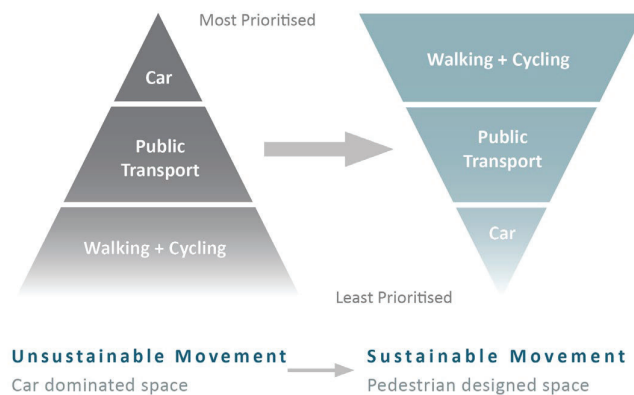 Most Prioritised
Car
Public
Transport
Walking + Cycling
Walking + Cycling
Public
Transport
Car
Least Prioritised
Unsustainable Movement
Car dominated space
Sustainable Movement
Pedestrian designed space